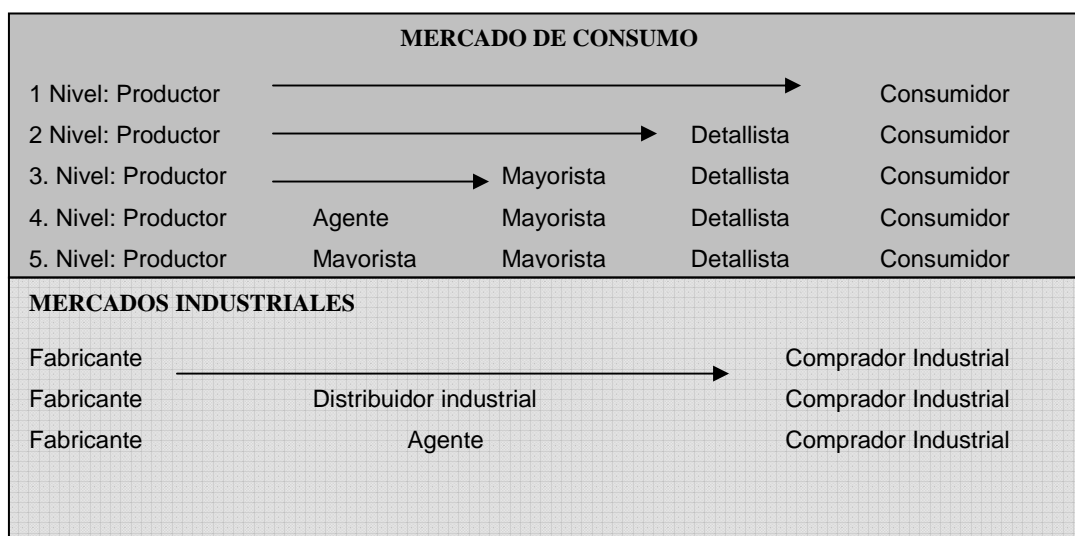 MERCADO DE CONSUMO
1 Nivel: Productor Consumidor
2 Nivel: Productor Detallista Consumidor
3. Nivel: Productor Mayorista Detallista Consumidor
4. Nivel: Productor Agente Mayorista Detallista Consumidor
5. Nivel: Productor Mayorista Mayorista Detallista Consumidor
MERCADOS INDUSTRIALES
Fabricante Comprador Industrial
Fabricante Distribuidor industrial Comprador Industrial
Fabricante Agente Comprador Industrial